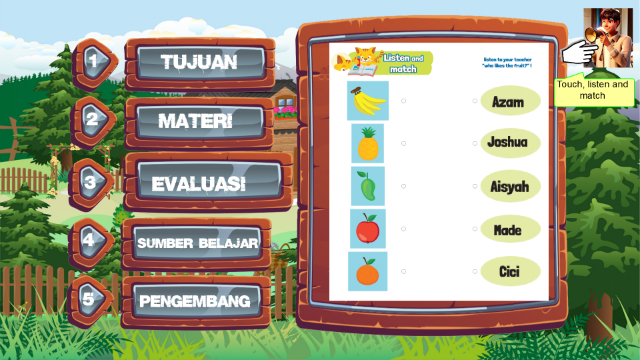 1 TUJUAN
2 MATERI
3 EVALUASI
4 SUMBER BELAJAR
5 PENGEMBANG
Listen and
match
listen to your teacher
"who likes the fruit?" !
Azam
Joshua
Aisyah
Made
Cici
Touch, listen and
match